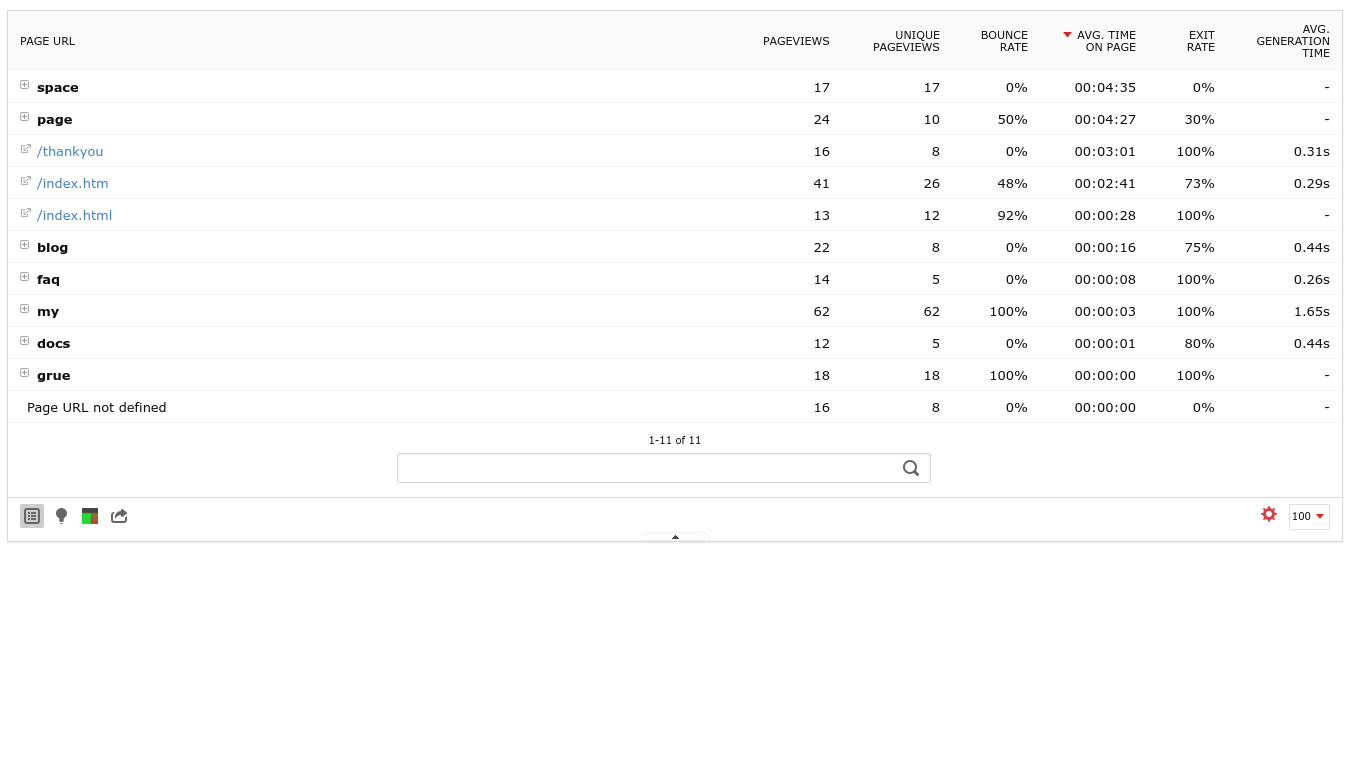 PAGE URL PAGEVIEWS UNIQUE PAGEVIEWS BOUNCE RATE AVG. TIME ON PAGE EXIT RATE AVG. GENERATION TIME
space 17 17 0% 00:04:35 0% -
page 24 10 50% 00:04:27 30% -
/thankyou 16 8 0% 00:03:01 100% 0.31s
/index.htm 41 26 48% 00:02:41 73% 0.29s
/index.html 13 12 92% 00:00:28 100% -
blog 22 8 0% 00:00:16 75% 0.44s
faq 14 5 0% 00:00:08 100% 0.26s
my 62 62 100% 00:00:03 100% 1.65s
docs 12 5 0% 00:00:01 80% 0.44s
grue 18 18 100% 00:00:00 100% -
Page URL not defined 16 8 0% 00:00:00 0% -
1-11 of 11
100